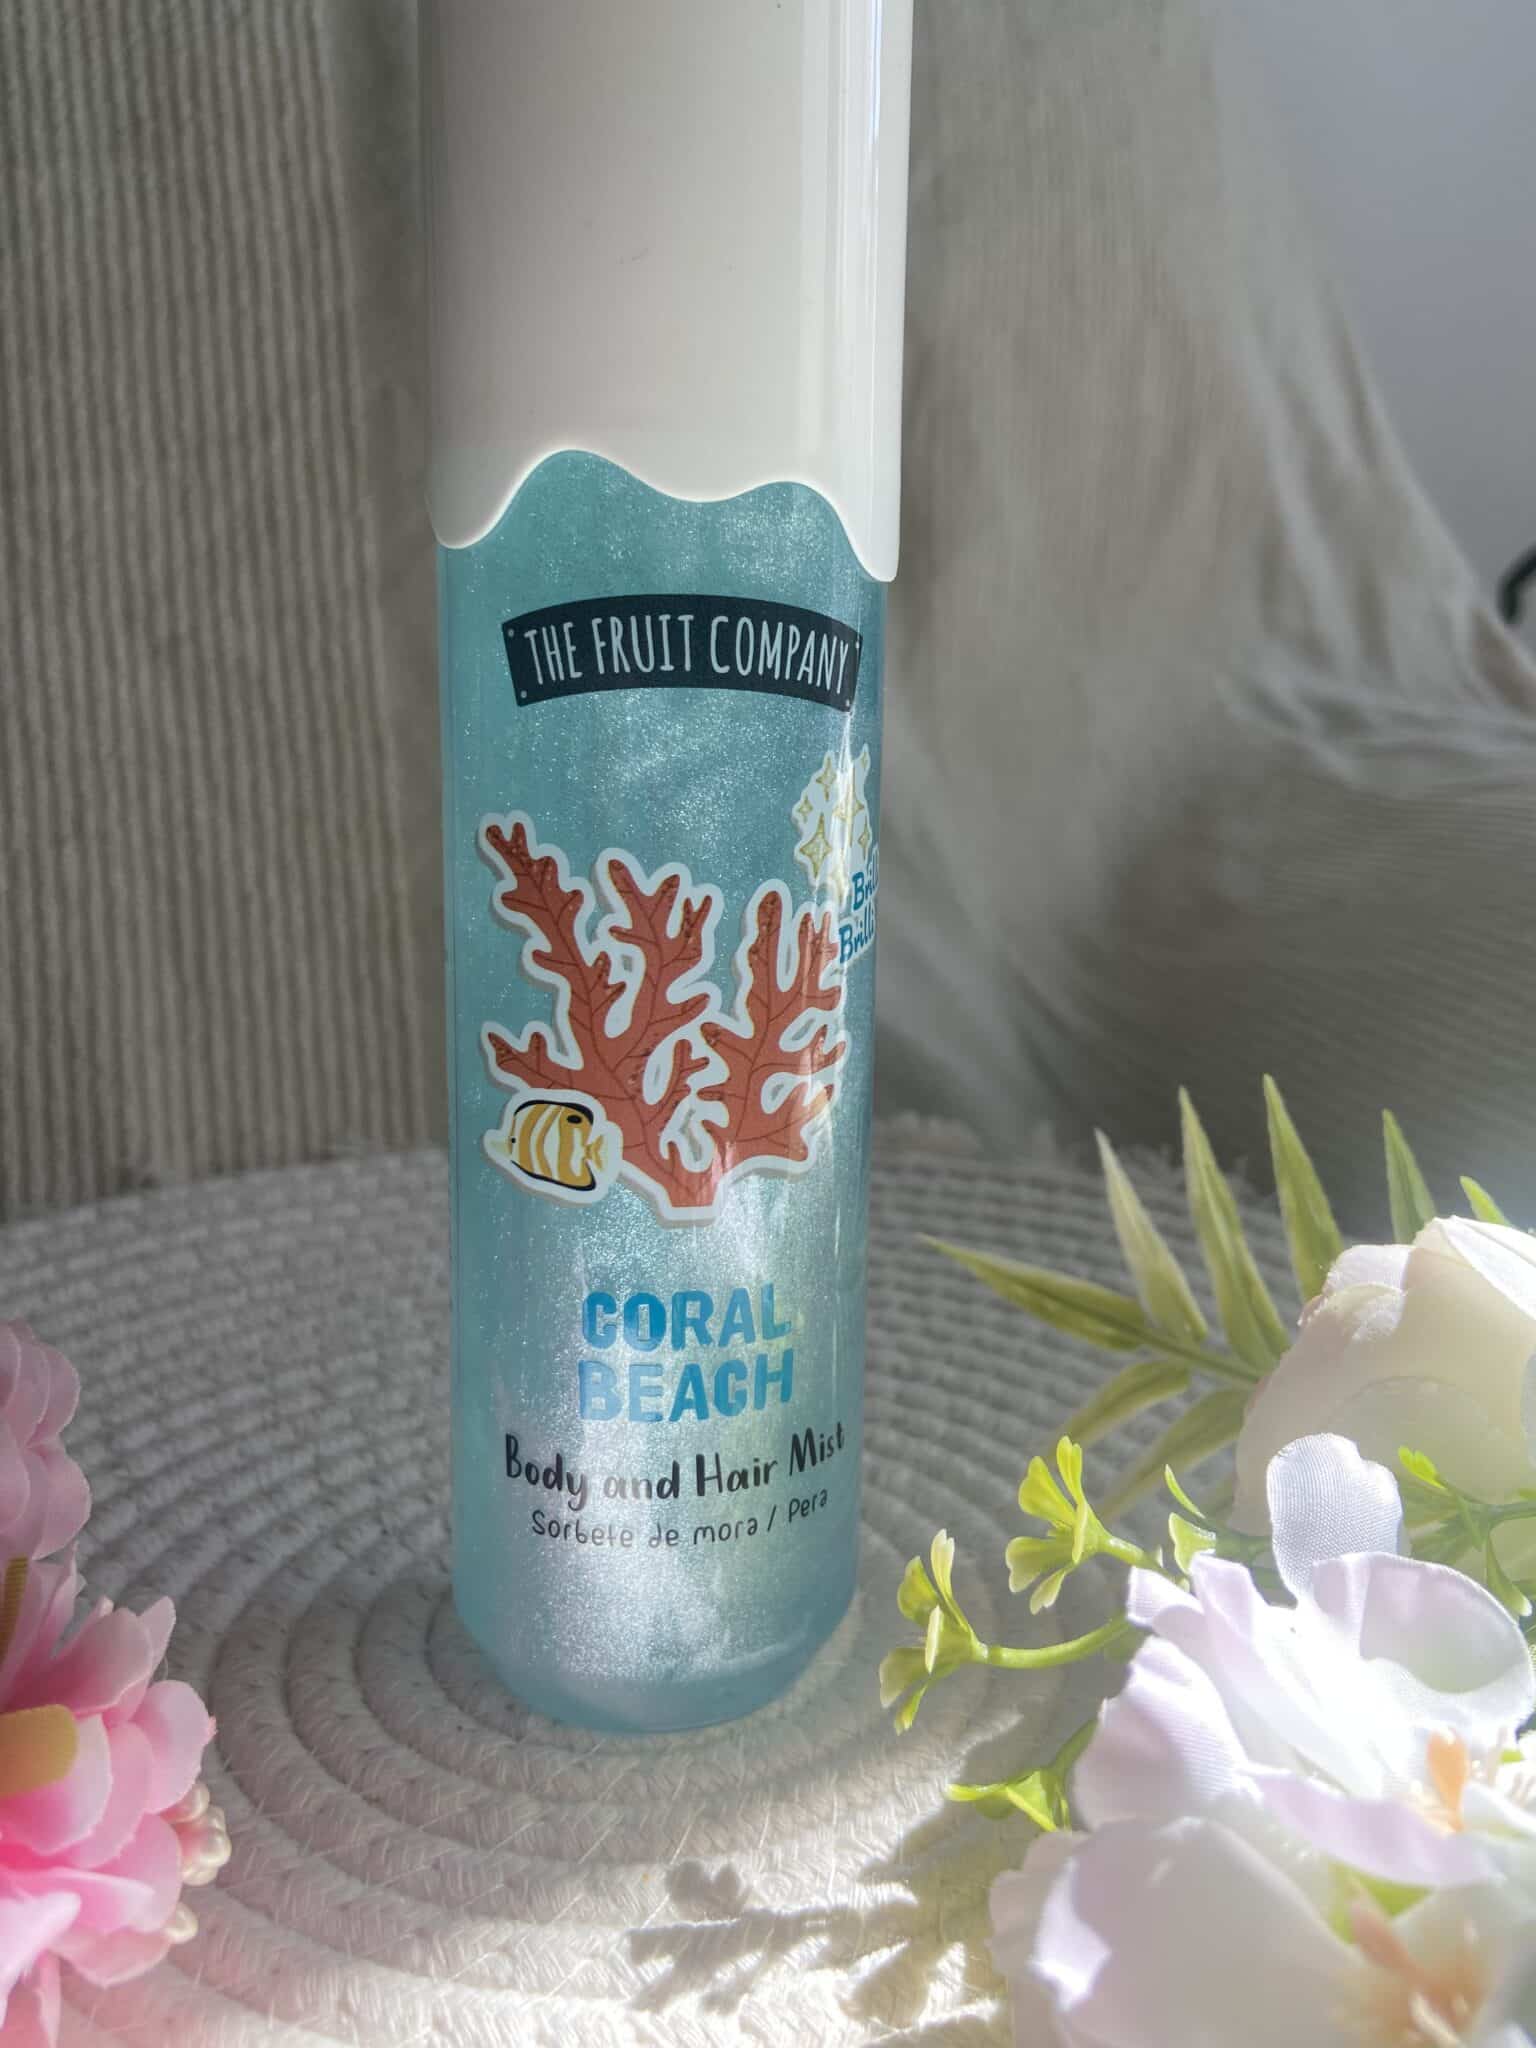 THE FRUIT COMPANY
CORAL
BEACH
Body and Hair Mist
Sorbete de mora / Pera